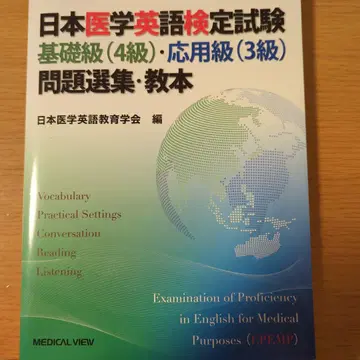 日本医学英語検定試験
基礎級(4級)・応用級(3級)
問題選集・教本
日本医学英語教育学会 編
Vocabulary
Practical Settings
Conversation
Reading
Listening
Examination of Proficiency
in English for Medical
Purposes (EPEMP)
MEDICAL VIEW